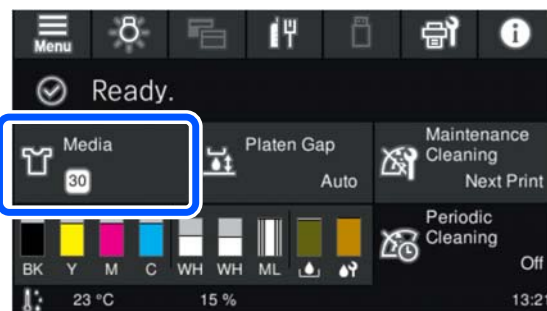 Menu
Ready.
Media
30
Platen Gap
Auto
Maintenance
Cleaning
Next Print
Periodic
Cleaning
Off
BK Y M C WH WH ML
23 °C 15 % 13:21